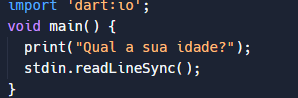 import 'dart:io';
void main() {
  print("Qual a sua idade?");
  stdin.readLineSync();
}